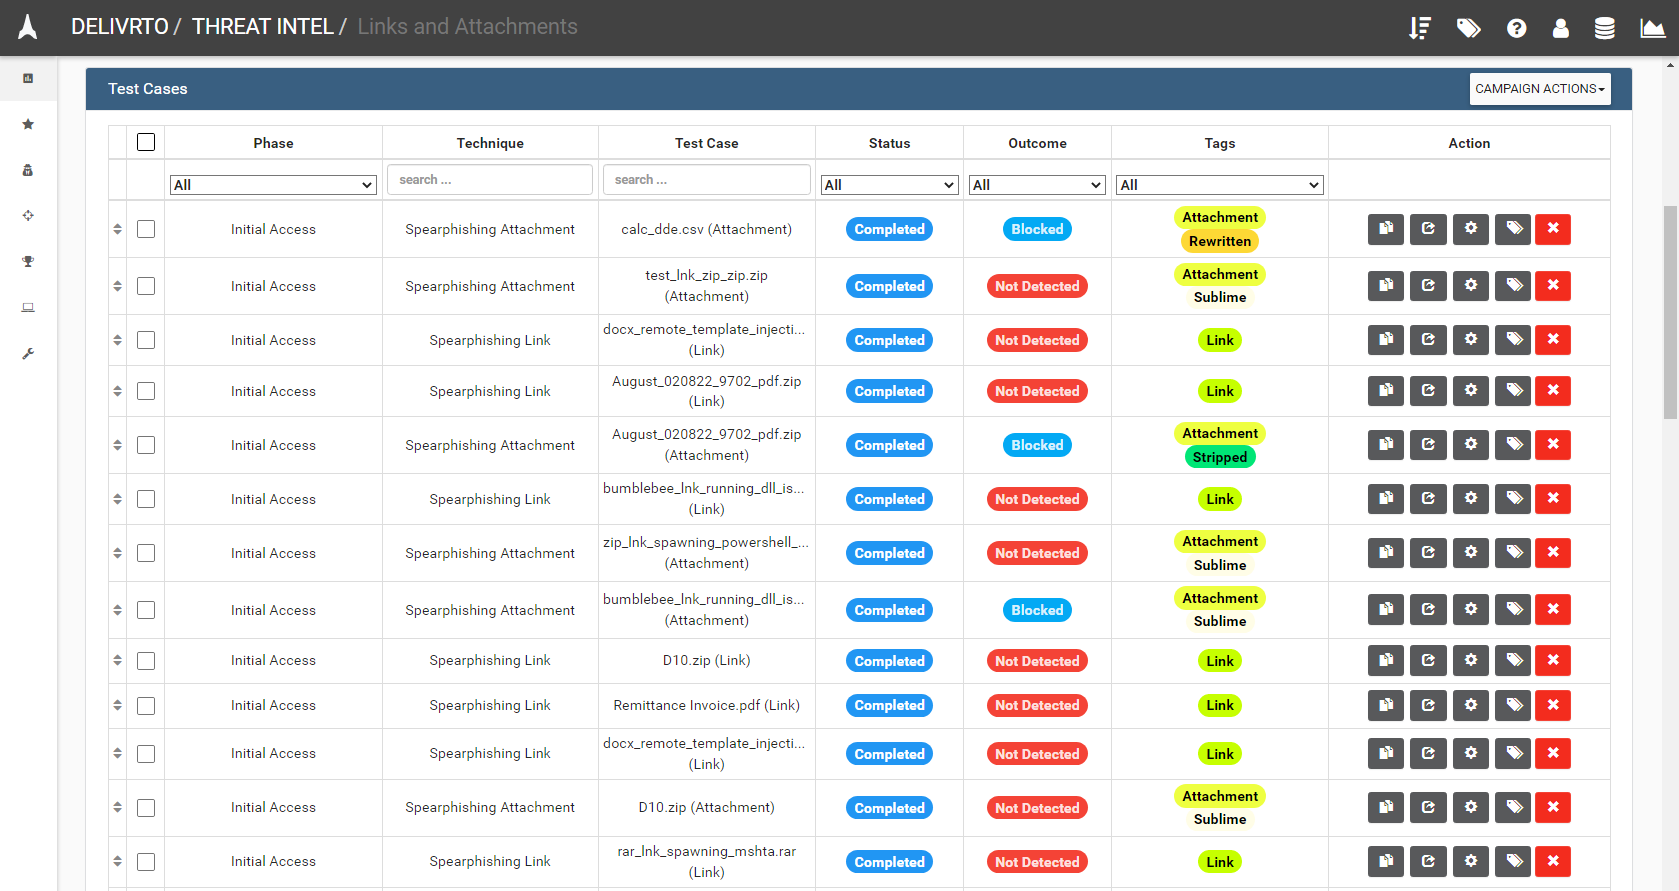 DELIVRTO / THREAT INTEL / Links and Attachments
Test Cases
CAMPAIGN ACTIONS
Phase Technique Test Case Status Outcome Tags Action
All search ... search ... All All All
Initial Access Spearphishing Attachment calc_dde.csv (Attachment) Completed Blocked Attachment
Rewritten
Initial Access Spearphishing Attachment test_lnk_zip_zip.zip Completed Not Detected Attachment
(Attachment) Sublime
Initial Access Spearphishing Link docx_remote_template_injecti... Completed Not Detected Link
(Link)
Initial Access Spearphishing Link August_020822_9702_pdf.zip Completed Not Detected Link
(Link)
Initial Access Spearphishing Attachment August_020822_9702_pdf.zip Completed Blocked Attachment
(Attachment) Stripped
Initial Access Spearphishing Link bumblebee_lnk_running_dll_is... Completed Not Detected Link
(Link)
Initial Access Spearphishing Attachment zip_lnk_spawning_powershell_... Completed Not Detected Attachment
(Attachment) Sublime
Initial Access Spearphishing Attachment bumblebee_lnk_running_dll_is... Completed Blocked Attachment
(Attachment) Sublime
Initial Access Spearphishing Link D10.zip (Link) Completed Not Detected Link
Initial Access Spearphishing Link Remittance Invoice.pdf (Link) Completed Not Detected Link
Initial Access Spearphishing Link docx_remote_template_injecti... Completed Not Detected Link
(Link)
Initial Access Spearphishing Attachment D10.zip (Attachment) Completed Not Detected Attachment
Sublime
Initial Access Spearphishing Link rar_lnk_spawning_mshta.rar Completed Not Detected Link
(Link)